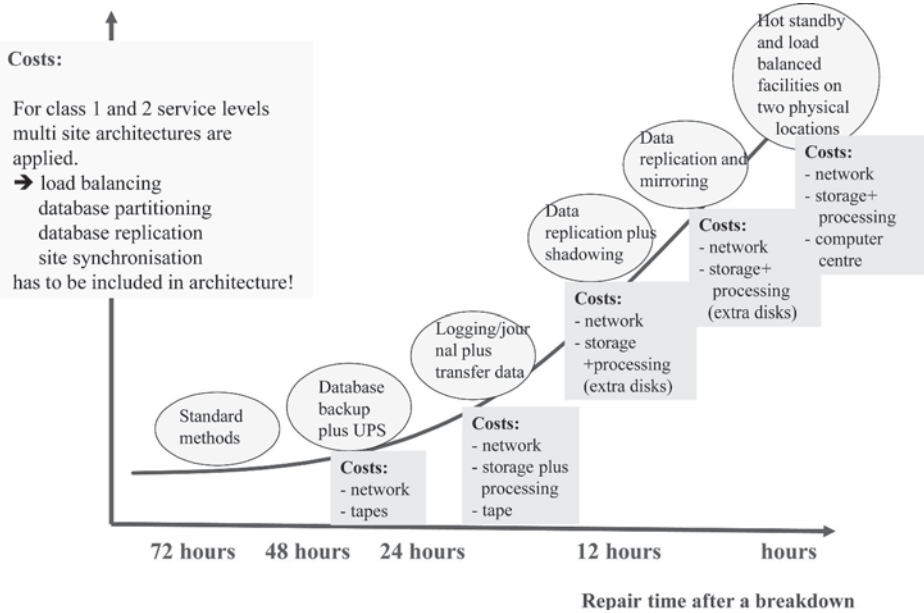 Costs:
For class 1 and 2 service levels
multi site architectures are
applied.
➔ load balancing
database partitioning
database replication
site synchronisation
has to be included in architecture!
Standard
methods
Database
backup
plus UPS
Costs:
- network
- tapes
Logging/jour
nal plus
transfer data
Costs:
- network
- storage plus
processing
- tape
Data
replication plus
shadowing
Costs:
- network
- storage
+processing
(extra disks)
Data
replication and
mirroring
Costs:
- network
- storage+
processing
(extra disks)
Hot standby
and load
balanced
facilities on
two physical
locations
Costs:
- network
- storage+
processing
- computer
centre
72 hours
48 hours
24 hours
12 hours
hours
Repair time after a breakdown